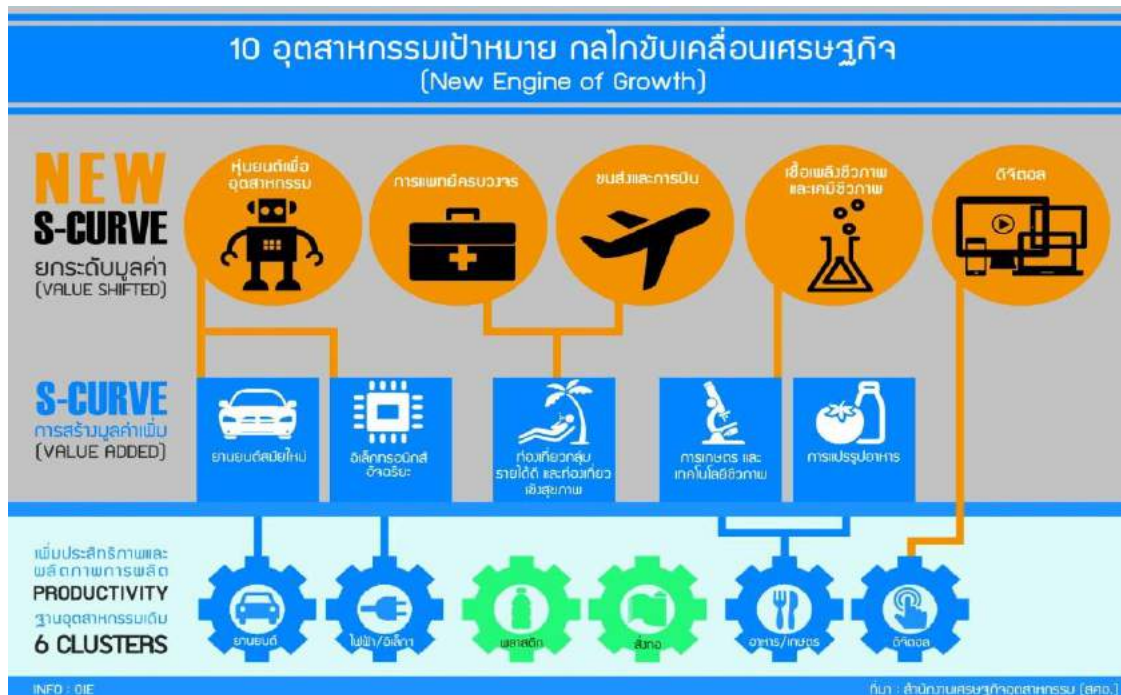 10 อุตสาหกรรมเป้าหมาย กลไกขับเคลื่อนเศรษฐกิจ
(New Engine of Growth)
NEW
S-CURVE
ยกระดับมูลค่า
(VALUE SHIFTED)
หุ่นยนต์เพื่อ
อุตสาหกรรม
การแพทย์ครบวงจร
ขนส่งและการบิน
เชื้อเพลิงชีวภาพ
และเคมีชีวภาพ
ดิจิตอล
S-CURVE
การสร้างมูลค่าเพิ่ม
(VALUE ADDED)
ยานยนต์สมัยใหม่
อิเล็กทรอนิกส์
อัจฉริยะ
ท่องเที่ยวกลุ่ม
รายได้ดี และท่องเที่ยว
เชิงสุขภาพ
การเกษตร และ
เทคโนโลยีชีวภาพ
การแปรรูปอาหาร
เพิ่มประสิทธิภาพและ
ผลิตภาพการผลิต
PRODUCTIVITY
ฐานอุตสาหกรรมเดิม
6 CLUSTERS
ยานยนต์
ไฟฟ้า/อิเล็กฯ
พลาสติก
สิ่งทอ
อาหาร/เกษตร
ดิจิตอล
INFO : OIE
ที่มา : สำนักงานเศรษฐกิจอุตสาหกรรม (สศอ.)